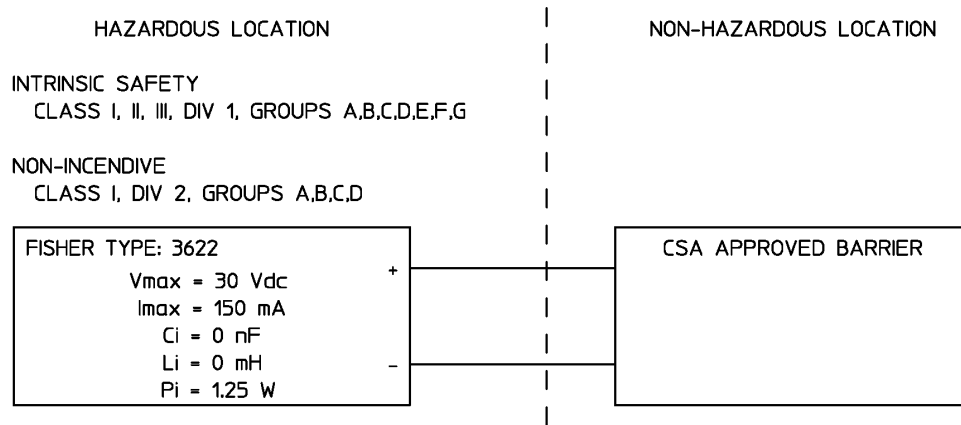 HAZARDOUS LOCATION
NON-HAZARDOUS LOCATION
INTRINSIC SAFETY
CLASS I, II, III, DIV 1, GROUPS A,B,C,D,E,F,G
NON-INCENDIVE
CLASS I, DIV 2, GROUPS A,B,C,D
FISHER TYPE: 3622
Vmax = 30 Vdc
Imax = 150 mA
Ci = 0 nF
Li = 0 mH
Pi = 1.25 W
+
-
CSA APPROVED BARRIER